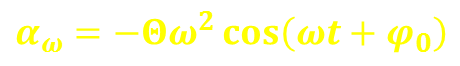 α_ω = −Θω² cos(ωt + φ₀)